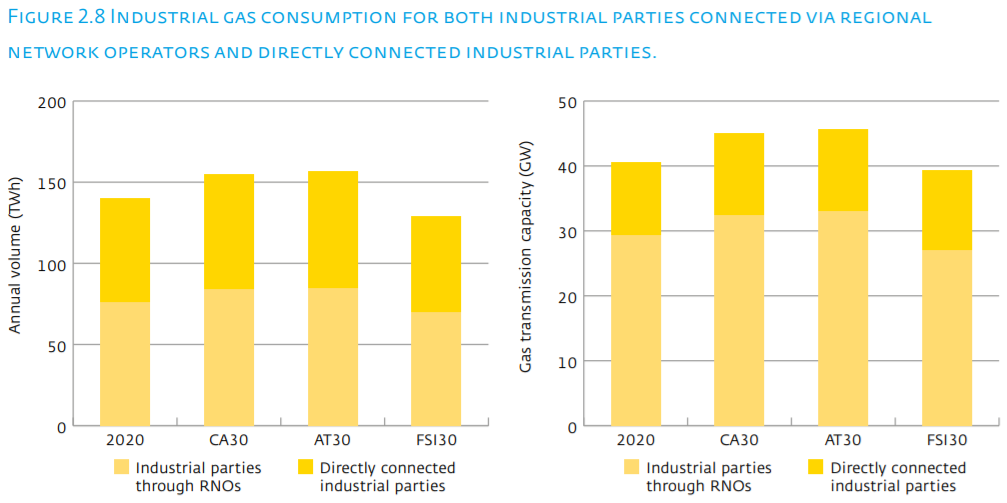 FIGURE 2.8 INDUSTRIAL GAS CONSUMPTION FOR BOTH INDUSTRIAL PARTIES CONNECTED VIA REGIONAL
NETWORK OPERATORS AND DIRECTLY CONNECTED INDUSTRIAL PARTIES.
Annual volume (TWh)
200
150
100
50
0
2020 CA30 AT30 FSI30
Industrial parties through RNOs
Directly connected industrial parties
Gas transmission capacity (GW)
50
40
30
20
10
0
2020 CA30 AT30 FSI30
Industrial parties through RNOs
Directly connected industrial parties